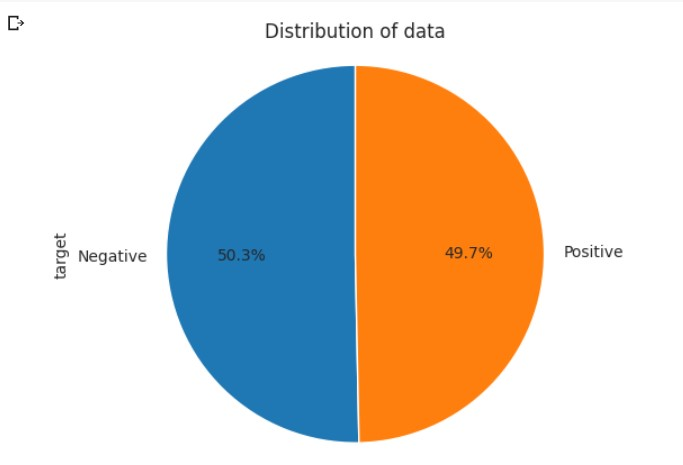 Distribution of data
target
Negative
50.3%
49.7%
Positive